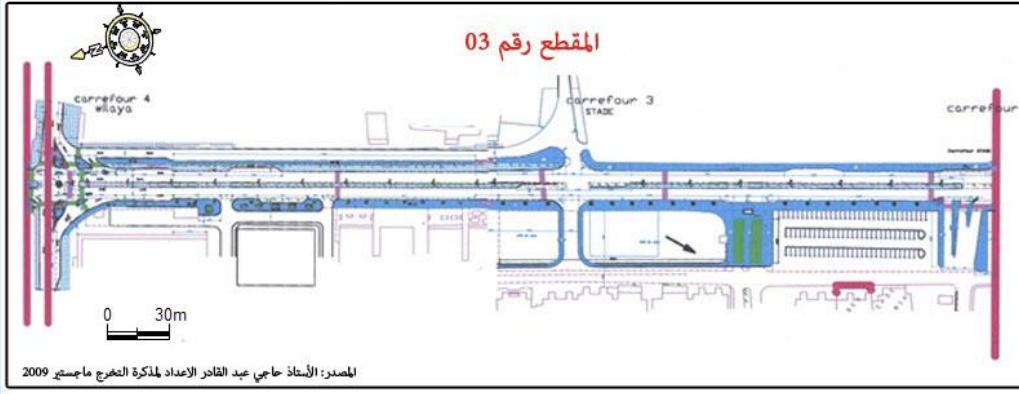 المقطع رقم 03
N
carrefour 4
wilaya
carrefour 3
STADE
carrefour
0 30m
المصدر: الأستاذ حاجي عبد القادر الاعداد لمذكرة التخرج ماجستير 2009